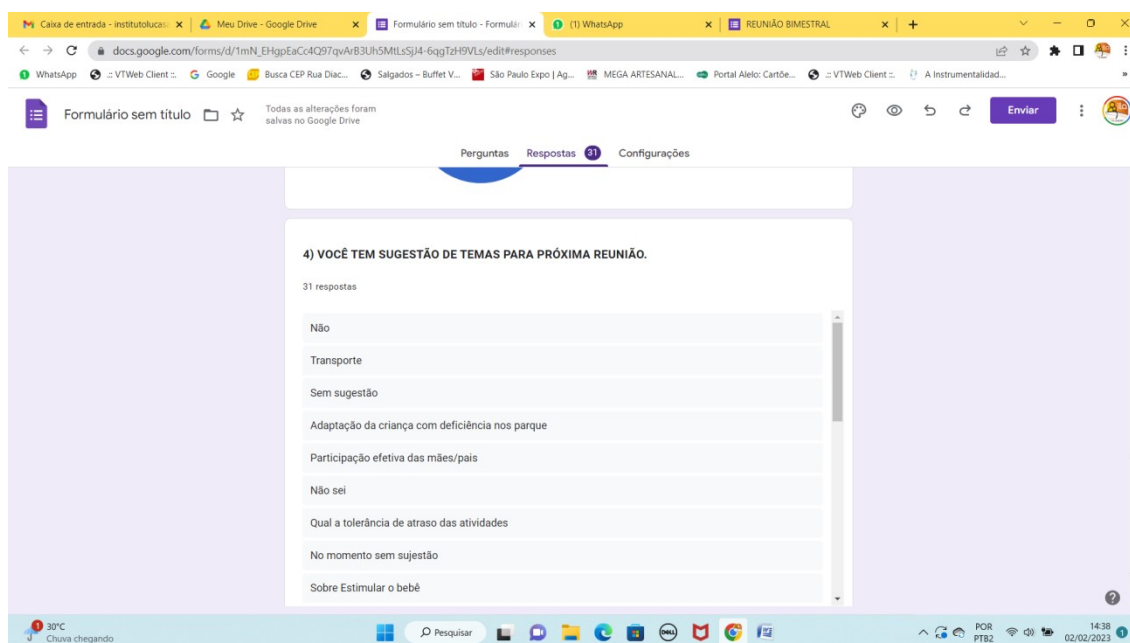 Caixa de entrada - institutolucas
Meu Drive - Google Drive
Formulário sem título - Formulár
(1) WhatsApp
REUNIÃO BIMESTRAL
docs.google.com/forms/d/1mN_EHgpEaCc4Q97qvArB3Uh5MtLsSjJ4-6qgTzH9VLs/edit#responses
WhatsApp
.:: VTWeb Client ::.
Google
Busca CEP Rua Diac...
Salgados – Buffet V...
São Paulo Expo | Ag...
MEGA ARTESANAL...
Portal Alelo: Cartõe...
.:: VTWeb Client ::.
A Instrumentalidad...
»
Formulário sem título
Todas as alterações foram
salvas no Google Drive
Enviar
Perguntas Respostas 31 Configurações
4) VOCÊ TEM SUGESTÃO DE TEMAS PARA PRÓXIMA REUNIÃO.
31 respostas
Não
Transporte
Sem sugestão
Adaptação da criança com deficiência nos parque
Participação efetiva das mães/pais
Não sei
Qual a tolerância de atraso das atividades
No momento sem sujestão
Sobre Estimular o bebê
1
30°C
Chuva chegando
Pesquisar
DELL
POR
PTB2
14:38
02/02/2023
1